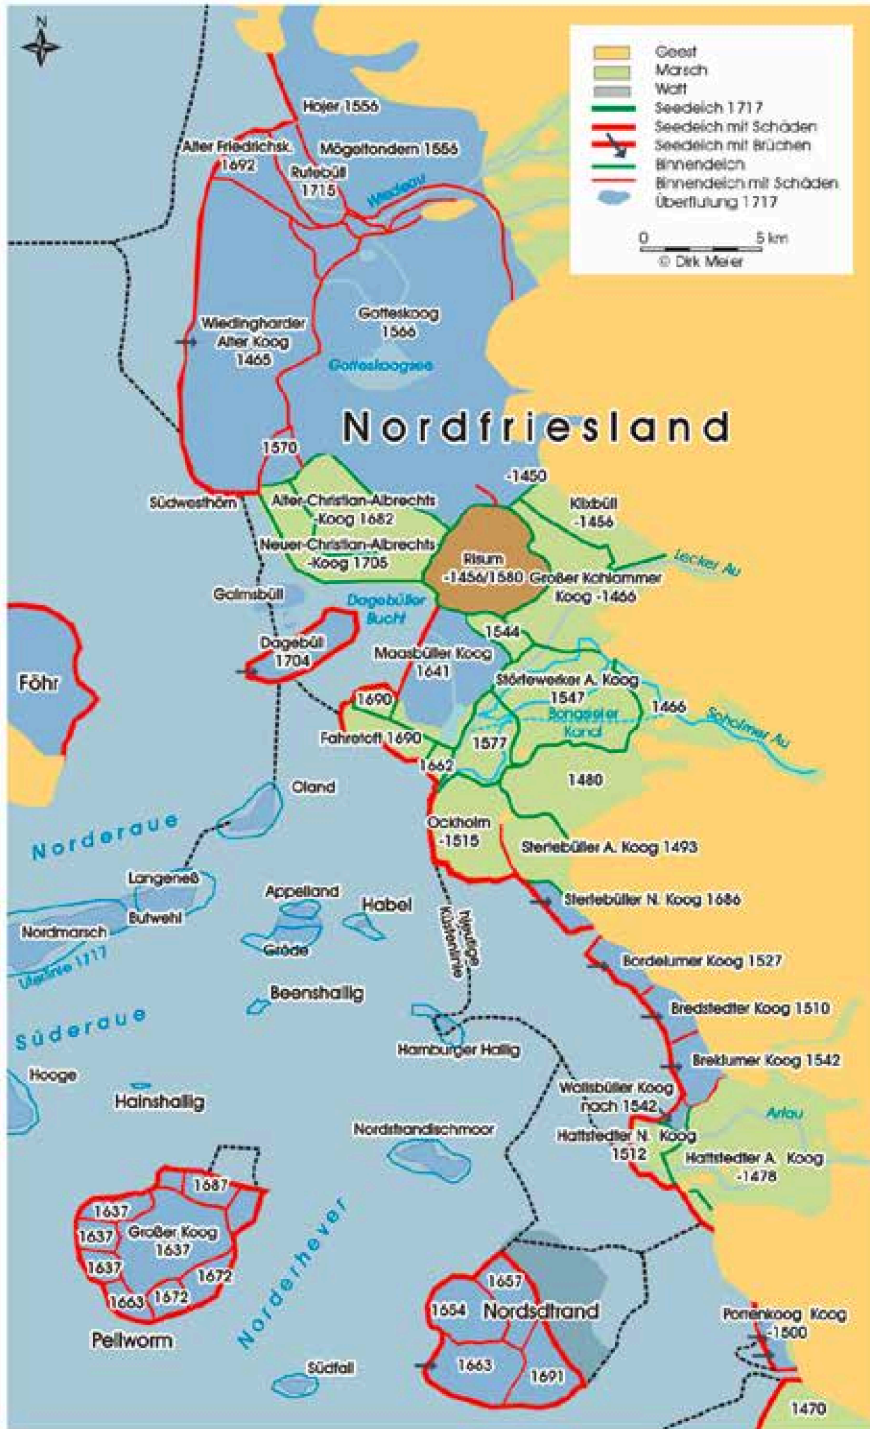 N
Geest
Marsch
Watt
Seedeich 1717
Seedeich mit Schäden
Seedeich mit Brüchen
Binnendeich
Binnendeich mit Schäden
Überflutung 1717
0 5 km
© Dirk Meier
Hojer 1556
Alter Friedrichsk.
1692
Mögeltondern 1556
Rutebüll
1715
Wiedau
Wiedingharder
Alter Koog
1465
Gotteskoog
1566
Gotteskoogsee
Nordfriesland
1570
-1450
Südwesthörn
Alter-Christian-Albrechts
-Koog 1682
Klixbüll
-1456
Neuer-Christian-Albrechts
-Koog 1705
Risum
-1456/1580
Großer Kohlammer
Koog -1466
Lecker Au
Galmsbüll
Dagebüller
Bucht
Dagebüll
1704
1544
Maasbüller Koog
1641
Föhr
Störtewerker A. Koog
1547
1690
Bongsieler
Kanal
1466
Soholmer Au
Fahretoft 1690
1577
1662
1480
Oland
Ockholm
-1515
Norderaue
Sterlebüller A. Koog 1493
Langeneß
Appelland
Habel
Sterlebüller N. Koog 1686
Butwehl
Nordmarsch
heutige
Küstenlinie
Gröde
Uferlinie 1717
Bordelumer Koog 1527
Beenshallig
Bredstedter Koog 1510
Süderaue
Hamburger Hallig
Breklumer Koog 1542
Hooge
Hainshallig
Wallsbüller Koog
nach 1542
Arlau
Nordstrandischmoor
Hattstedter N. Koog
1512
Hattstedter A. Koog
-1478
1687
1637
Großer Koog
1637
1637
1637
1672
1672
1663
Norderhever
Pellworm
1657
1654
Nordsdtrand
Porrenkoog Koog
-1500
1663
1691
Südfall
1470